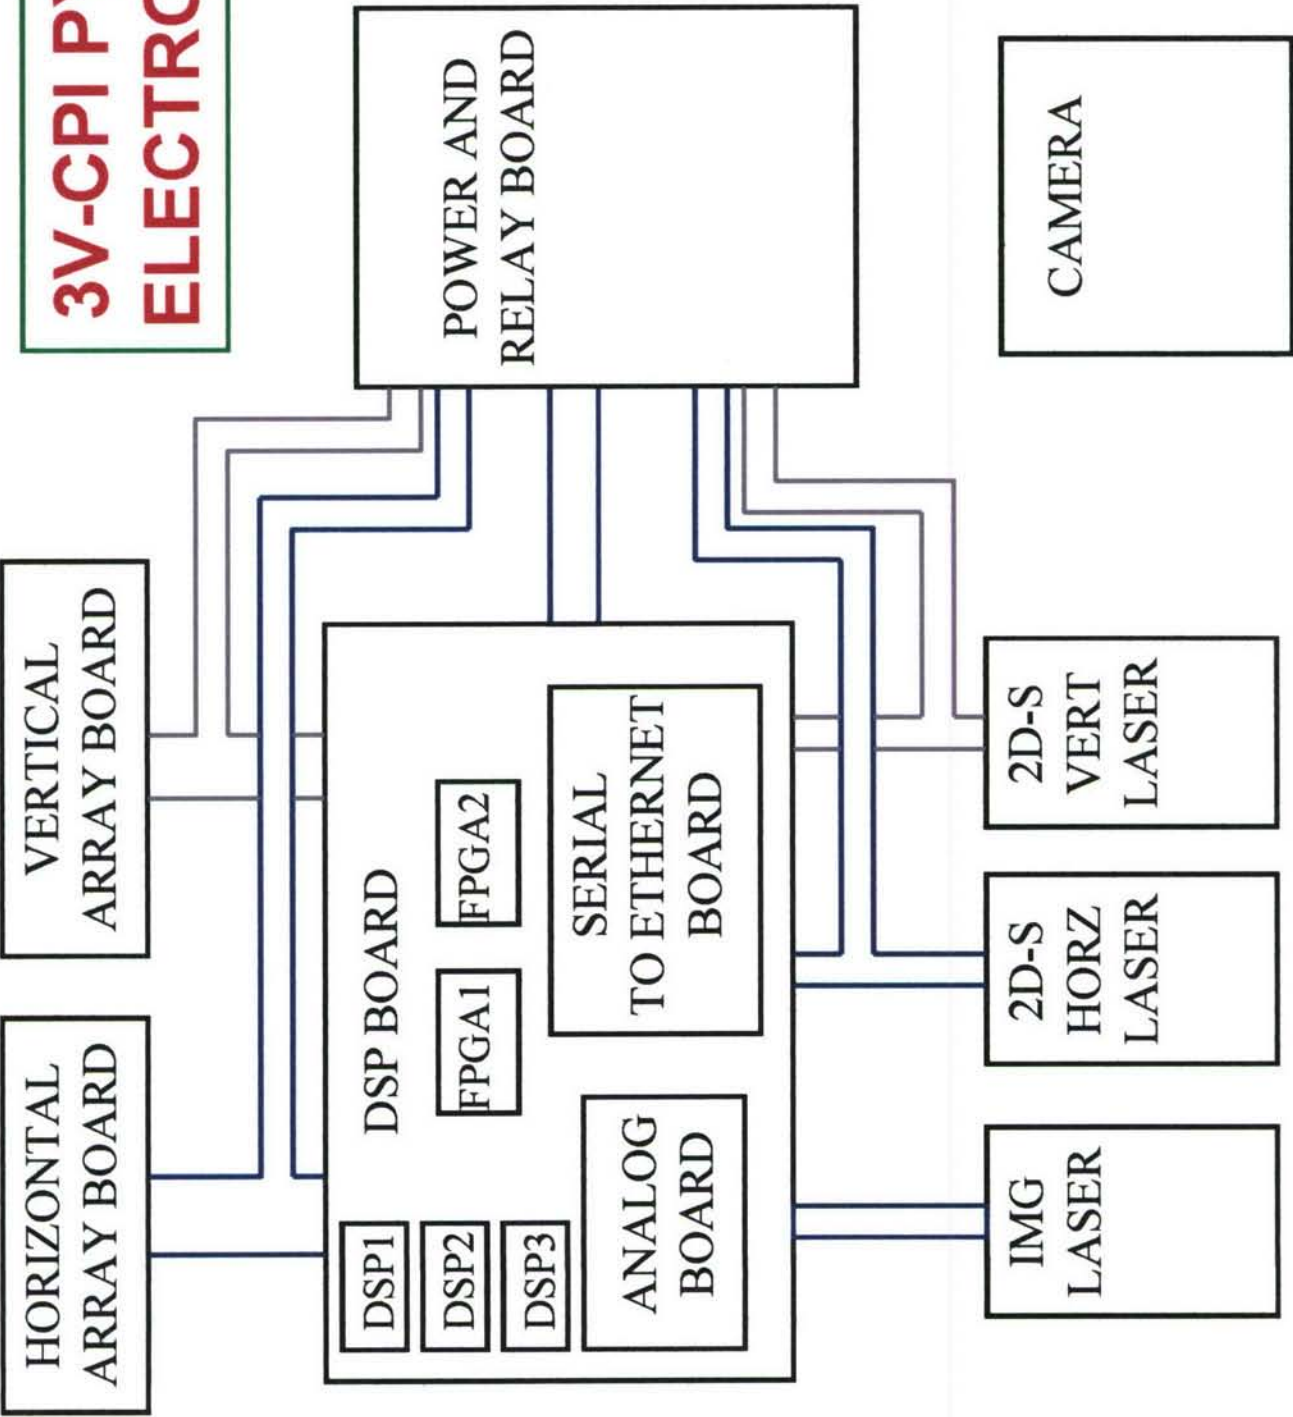 HORIZONTAL
ARRAY BOARD
VERTICAL
ARRAY BOARD
3V-CPI
ELECTRO
DSP BOARD
DSP1
DSP2
DSP3
FPGA1
FPGA2
ANALOG
BOARD
SERIAL
TO ETHERNET
BOARD
POWER AND
RELAY BOARD
IMG
LASER
2D-S
HORZ
LASER
2D-S
VERT
LASER
CAMERA